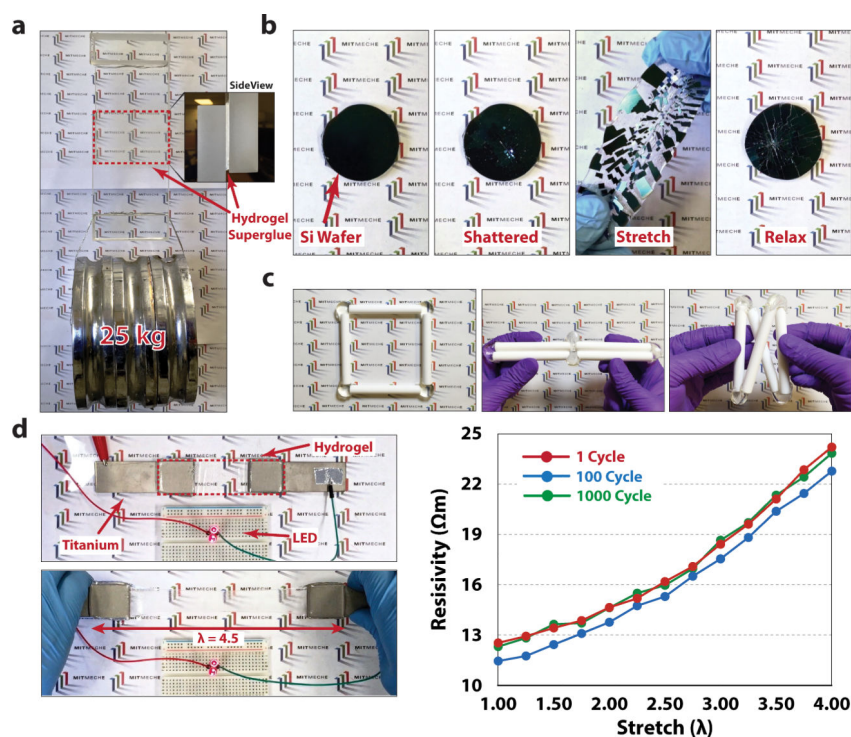 a
SideView
Hydrogel
Superglue
25 kg
b
MITMECHE
Si Wafer
Shattered
Stretch
Relax
c
d
Hydrogel
Titanium
LED
λ = 4.5
Resisivity (Ωm)
25
22
19
16
13
10
1 Cycle
100 Cycle
1000 Cycle
1.00 1.50 2.00 2.50 3.00 3.50 4.00
Stretch (λ)